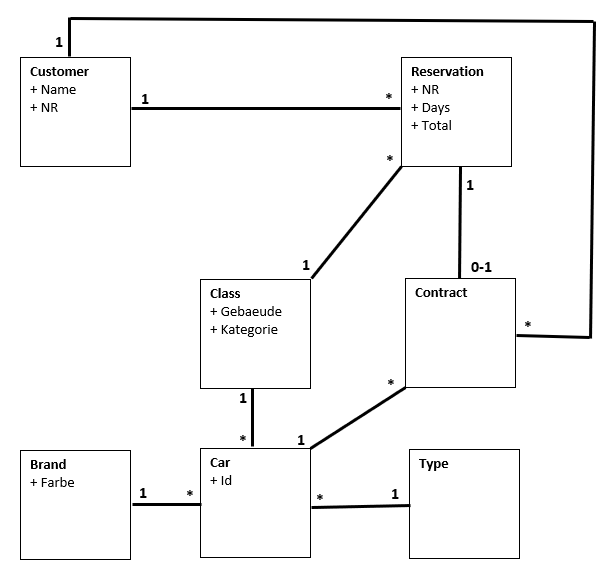 1
Customer
+ Name
+ NR
1
*
Reservation
+ NR
+ Days
+ Total
*
1
1
0-1
Class
+ Gebaeude
+ Kategorie
Contract
*
1
*
*
1
Brand
+ Farbe
1
*
Car
+ Id
*
1
Type